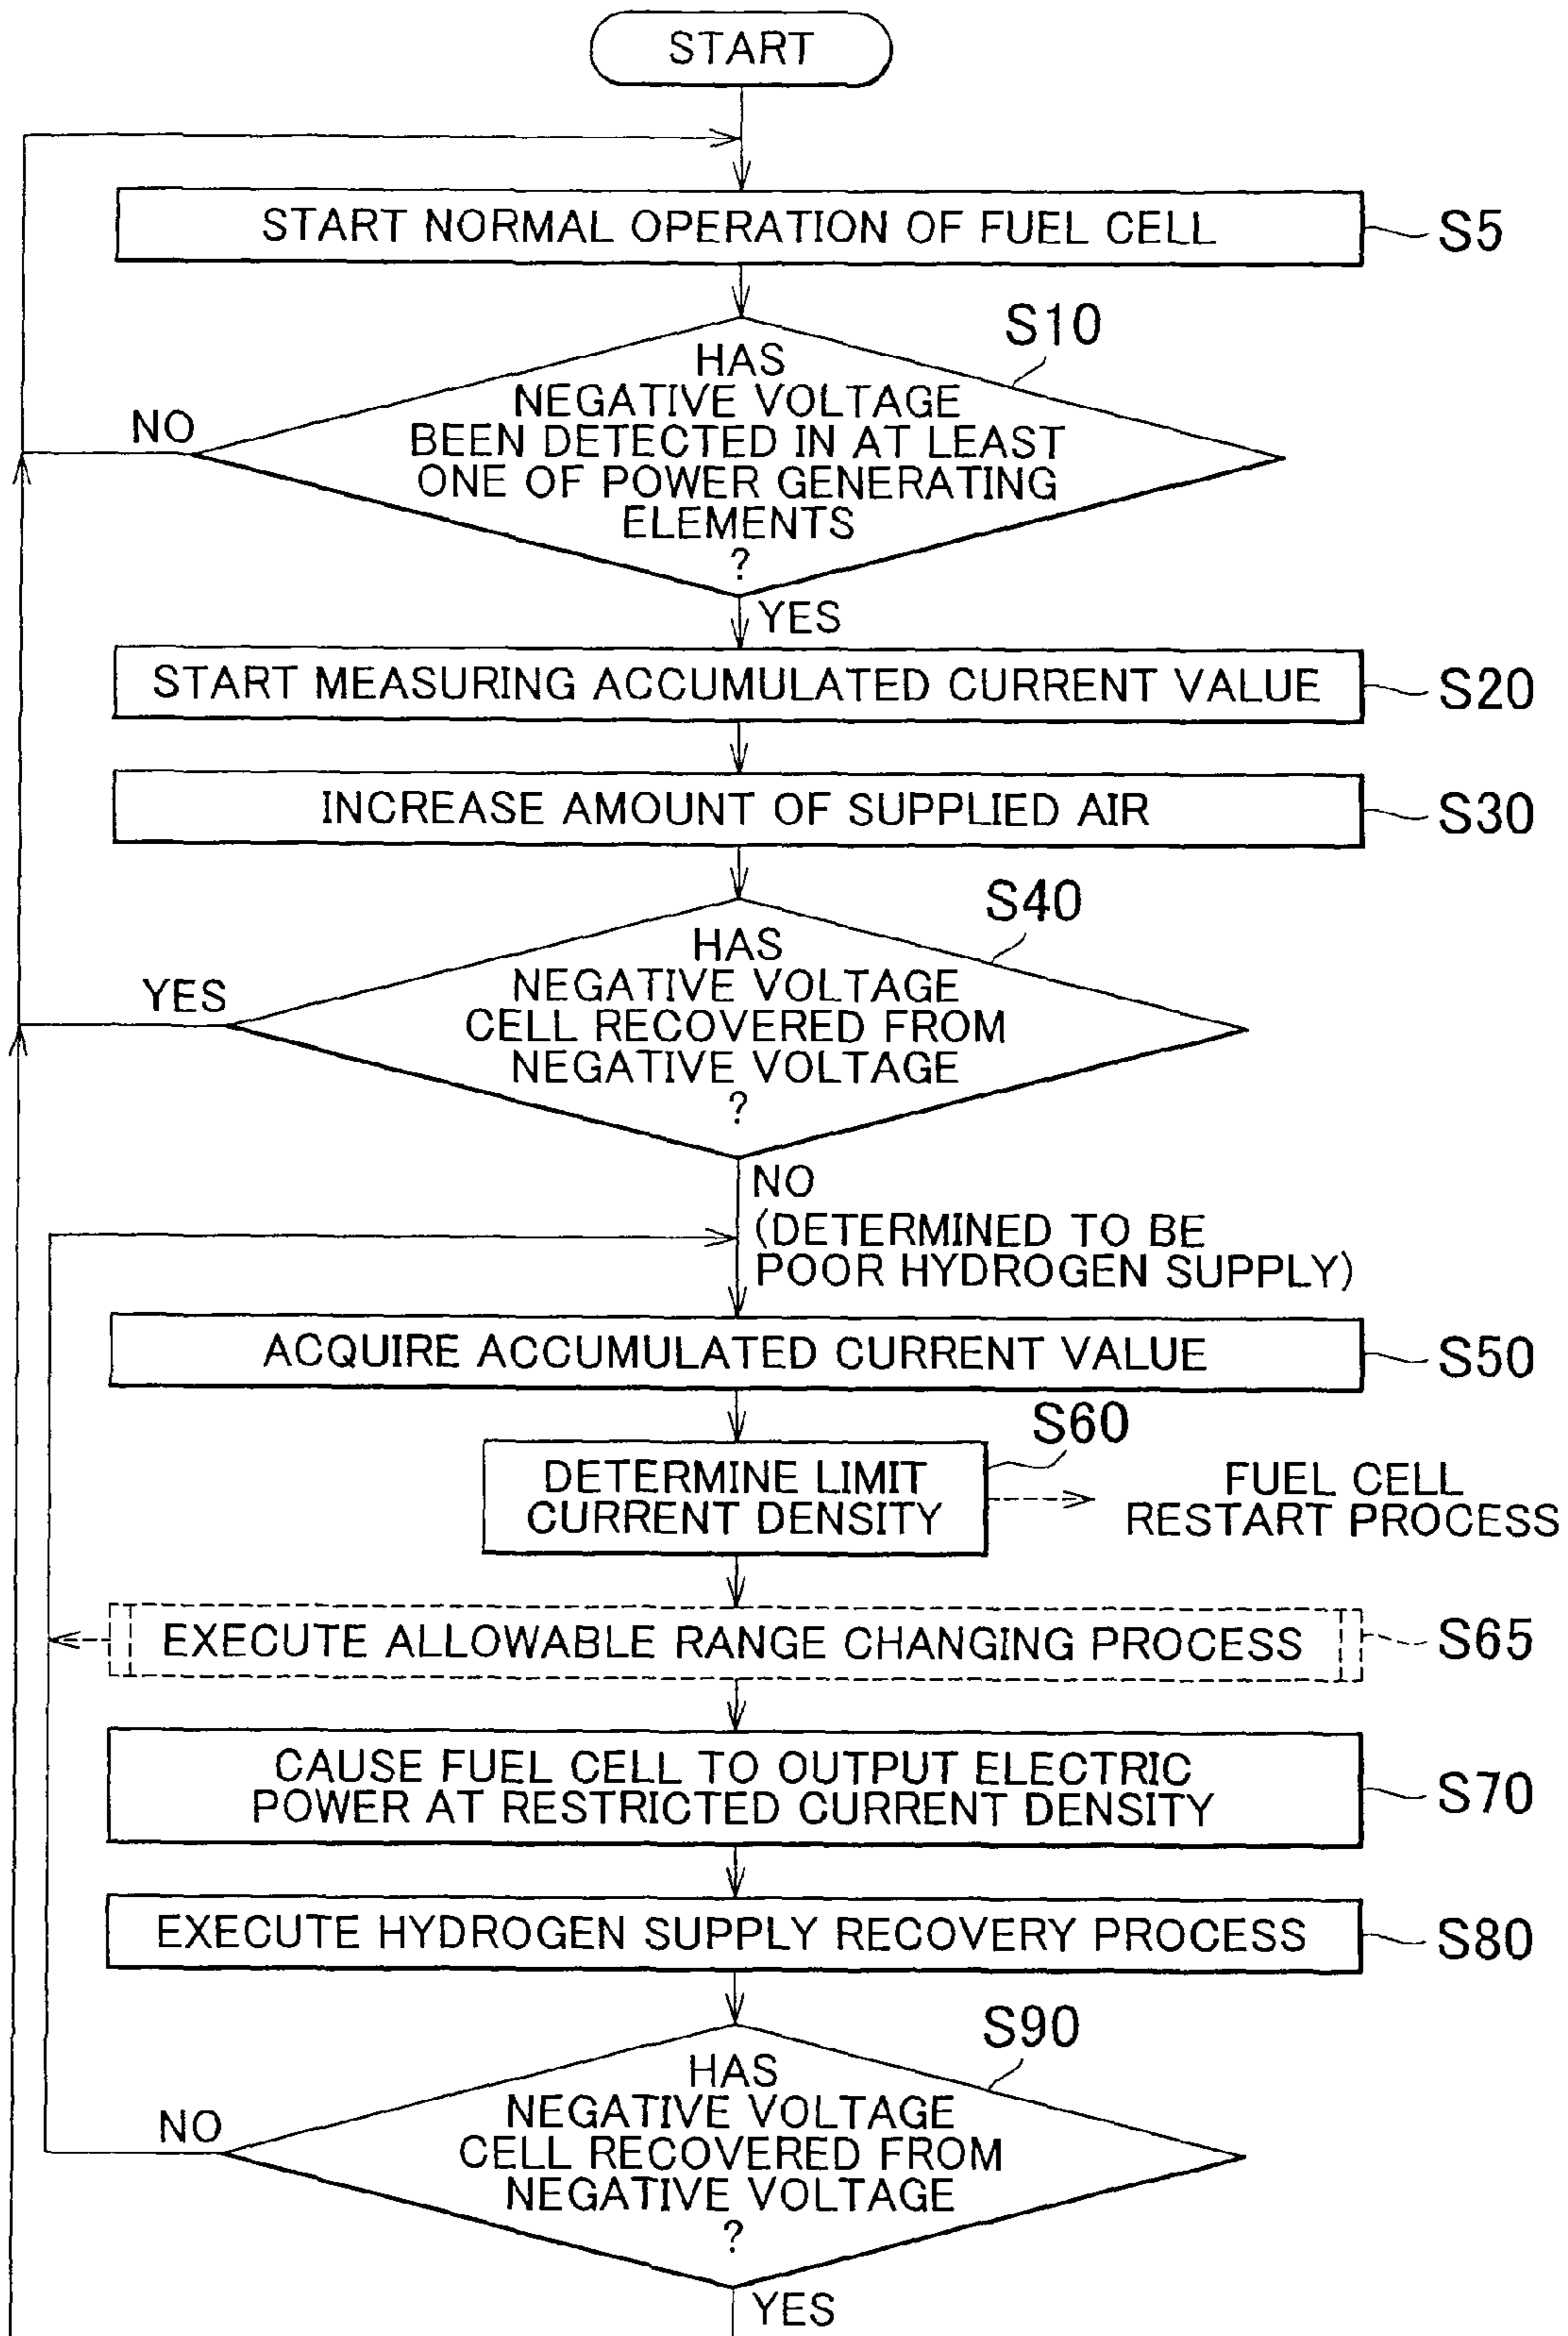 START
START NORMAL OPERATION OF FUEL CELL
S5
S10
HAS
NEGATIVE VOLTAGE
BEEN DETECTED IN AT LEAST
ONE OF POWER GENERATING
ELEMENTS
?
NO
YES
START MEASURING ACCUMULATED CURRENT VALUE
S20
INCREASE AMOUNT OF SUPPLIED AIR
S30
S40
HAS
NEGATIVE VOLTAGE
CELL RECOVERED FROM
NEGATIVE VOLTAGE
?
YES
NO
(DETERMINED TO BE
POOR HYDROGEN SUPPLY)
ACQUIRE ACCUMULATED CURRENT VALUE
S50
S60
DETERMINE LIMIT
CURRENT DENSITY
FUEL CELL
RESTART PROCESS
EXECUTE ALLOWABLE RANGE CHANGING PROCESS
S65
CAUSE FUEL CELL TO OUTPUT ELECTRIC
POWER AT RESTRICTED CURRENT DENSITY
S70
EXECUTE HYDROGEN SUPPLY RECOVERY PROCESS
S80
S90
HAS
NEGATIVE VOLTAGE
CELL RECOVERED FROM
NEGATIVE VOLTAGE
?
NO
YES